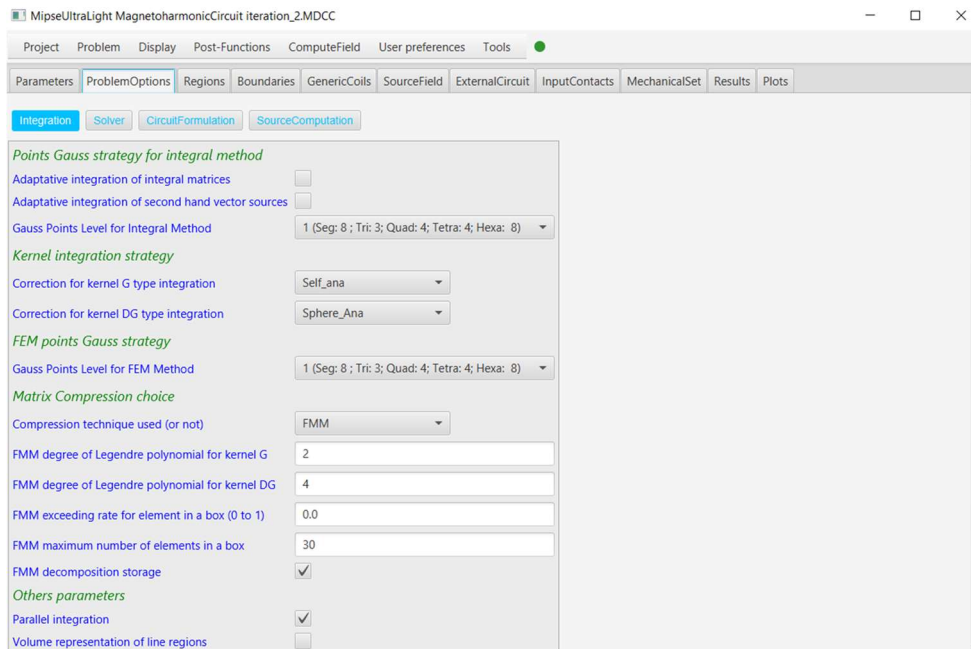 MipseUltraLight MagnetoharmonicCircuit iteration_2.MDCC
Project Problem Display Post-Functions ComputeField User preferences Tools
Parameters ProblemOptions Regions Boundaries GenericCoils SourceField ExternalCircuit InputContacts MechanicalSet Results Plots
Integration Solver CircuitFormulation SourceComputation
Points Gauss strategy for integral method
Adaptative integration of integral matrices
Adaptative integration of second hand vector sources
Gauss Points Level for Integral Method 1 (Seg: 8 ; Tri: 3; Quad: 4; Tetra: 4; Hexa: 8)
Kernel integration strategy
Correction for kernel G type integration Self_ana
Correction for kernel DG type integration Sphere_Ana
FEM points Gauss strategy
Gauss Points Level for FEM Method 1 (Seg: 8 ; Tri: 3; Quad: 4; Tetra: 4; Hexa: 8)
Matrix Compression choice
Compression technique used (or not) FMM
FMM degree of Legendre polynomial for kernel G 2
FMM degree of Legendre polynomial for kernel DG 4
FMM exceeding rate for element in a box (0 to 1) 0.0
FMM maximum number of elements in a box 30
FMM decomposition storage
Others parameters
Parallel integration
Volume representation of line regions